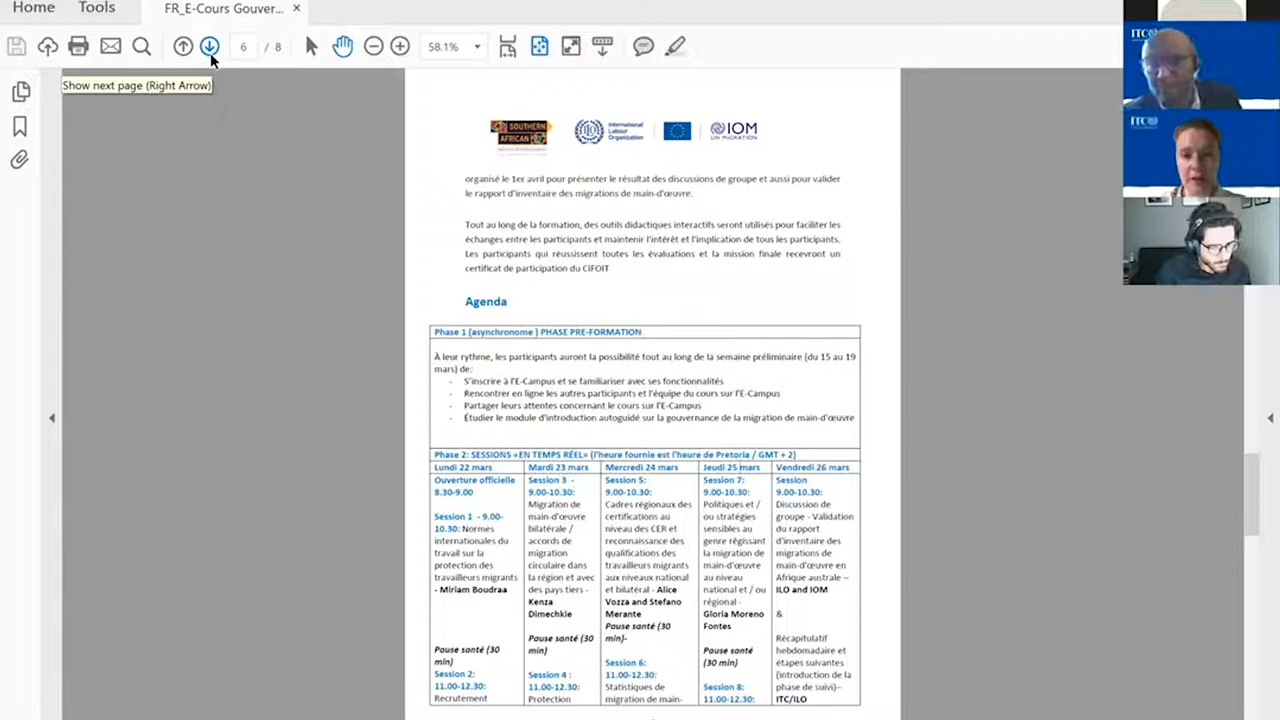 Home
Tools
FR_E-Cours Gouver...
6 / 8
58.1%
Show next page (Right Arrow)
SOUTHERN AFRICAN
International Labour Organization
IOM
UN MIGRATION
ITC
ITC
organisé le 1er avril pour présenter le résultat des discussions de groupe et aussi pour valider
le rapport d'inventaire des migrations de main-d'œuvre.
Tout au long de la formation, des outils didactiques interactifs seront utilisés pour faciliter les
échanges entre les participants et maintenir l'intérêt et l'implication de tous les participants.
Les participants qui réussissent toutes les évaluations et la mission finale recevront un
certificat de participation du CIFOIT
Agenda
Phase 1 (asynchronome ) PHASE PRE-FORMATION
À leur rythme, les participants auront la possibilité tout au long de la semaine préliminaire (du 15 au 19
mars) de:
- S'inscrire à l'E-Campus et se familiariser avec ses fonctionnalités
- Rencontrer en ligne les autres participants et l'équipe du cours sur l'E-Campus
- Partager leurs attentes concernant le cours sur l'E-Campus
- Étudier le module d'introduction autoguidé sur la gouvernance de la migration de main-d'œuvre
Phase 2: SESSIONS «EN TEMPS RÉEL» (l'heure fournie est l'heure de Pretoria / GMT + 2)
Lundi 22 mars
Ouverture officielle
8.30-9.00
Session 1 - 9.00-
10.30: Normes
internationales du
travail sur la
protection des
travailleurs migrants
- Miriam Boudraa
Pause santé (30
min)
Session 2:
11.00-12.30:
Recrutement
Mardi 23 mars
Session 3 -
9.00-10.30:
Migration de
main-d'œuvre
bilatérale /
accords de
migration
circulaire dans
la région et avec
des pays tiers -
Kenza
Dimechkie
Pause santé (30
min)
Session 4 :
11.00-12.30:
Protection
Mercredi 24 mars
Session 5:
9.00-10.30:
Cadres régionaux des
certifications au
niveau des CER et
reconnaissance des
qualifications des
travailleurs migrants
aux niveaux national
et bilatéral - Alice
Vozza and Stefano
Merante
Pause santé (30
min)-
Session 6:
11.00-12.30:
Statistiques de
migration de main-
Jeudi 25 mars
Session 7:
9.00-10.30:
Politiques et /
ou stratégies
sensibles au
genre régissant
la migration de
main-d'œuvre
au niveau
national et / ou
régional -
Gloria Moreno
Fontes
Pause santé
(30 min)
Session 8:
11.00-12.30:
Vendredi 26 mars
Session
9.00-10.30:
Discussion de
groupe - Validation
du rapport
d'inventaire des
migrations de
main-d'œuvre en
Afrique australe –
ILO and IOM
&
Récapitulatif
hebdomadaire et
étapes suivantes
(introduction de la
phase de suivi)–
ITC/ILO